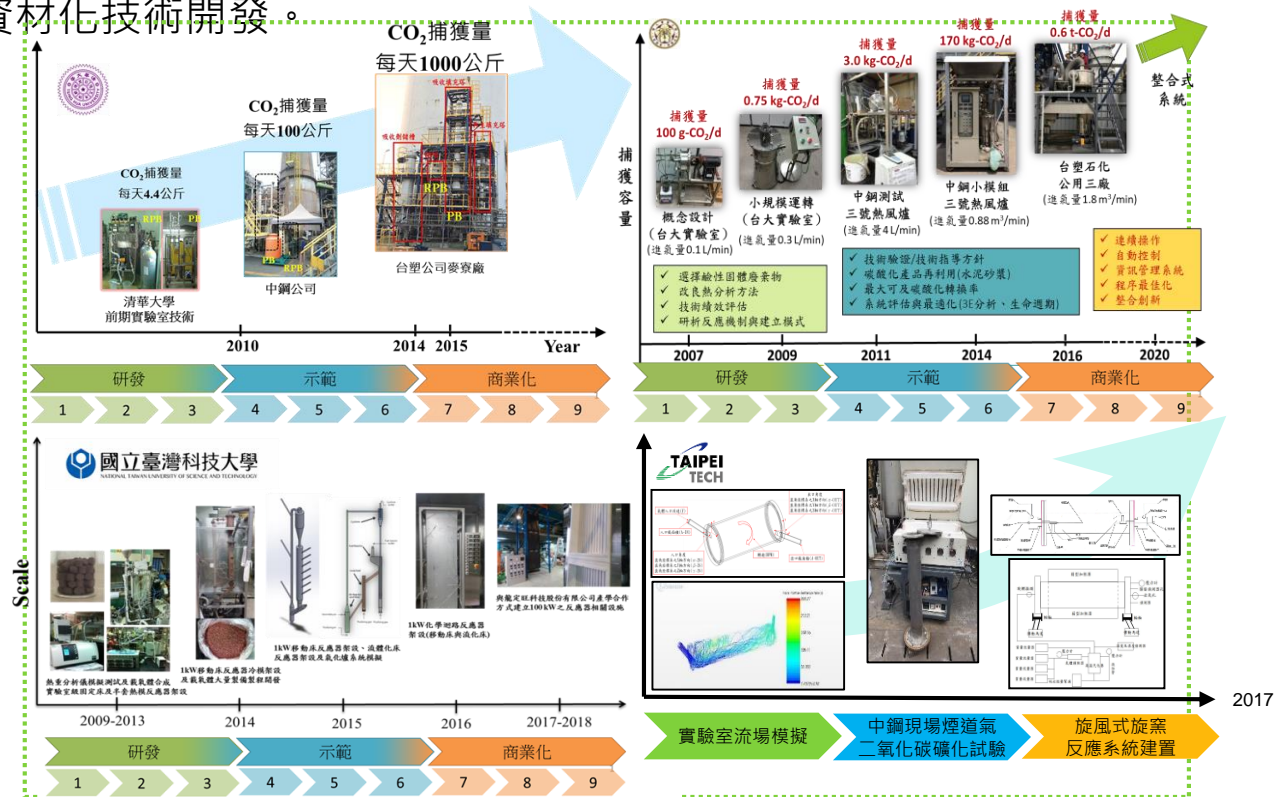 資材化技術開發。
CO₂捕獲量
每天1000公斤
CO₂捕獲量
每天100公斤
CO₂捕獲量
每天4.4公斤
RPB
PB
PB
RPB
吸收劑儲槽
吸收填充塔
RPB
PB
清華大學
前期實驗室技術
中鋼公司
台塑公司麥寮廠
2010
2014
2015
Year
研發
示範
商業化
1 2 3 4 5 6 7 8 9
捕獲容量
捕獲量
100 g-CO₂/d
捕獲量
0.75 kg-CO₂/d
捕獲量
3.0 kg-CO₂/d
捕獲量
170 kg-CO₂/d
捕獲量
0.6 t-CO₂/d
整合式
系統
概念設計
(台大實驗室)
(進氣量0.1L/min)
小規模運轉
(台大實驗室)
(進氣量0.3L/min)
中鋼測試
三號熱風爐
(進氣量4L/min)
中鋼小模組
三號熱風爐
(進氣量0.88m³/min)
台塑石化
公用三廠
(進氣量1.8m³/min)
✓ 選擇鹼性固體廢棄物
✓ 改良熱分析方法
✓ 技術績效評估
✓ 研析反應機制與建立模式
✓ 技術驗證/技術指導方針
✓ 碳酸化產品再利用(水泥砂漿)
✓ 最大可及碳酸化轉換率
✓ 系統評估與最適化(3E分析、生命週期)
✓ 連續操作
✓ 自動控制
✓ 資訊管理系統
✓ 程序最佳化
✓ 整合創新
2007
2009
2011
2014
2016
2020
研發
示範
商業化
1 2 3 4 5 6 7 8 9
國立臺灣科技大學
NATIONAL TAIWAN UNIVERSITY OF SCIENCE AND TECHNOLOGY
Scale
熱重分析儀模擬測試及載氧體合成
實驗室級固定床及半套熱模反應器架設
1kW移動床反應器冷模架設
及載氧體大量製備製程開發
1kW移動床反應器架設、流體化床
反應器架設及氣化爐系統模擬
1kW化學迴路反應器
架設(移動床與流化床)
與龍定旺科技股份有限公司產學合作
方式建立100kW之反應器相關設施
2009-2013
2014
2015
2016
2017-2018
研發
示範
商業化
1 2 3 4 5 6 7 8 9
TAIPEI
TECH
2017
實驗室流場模擬
中鋼現場煙道氣
二氧化碳礦化試驗
旋風式旋窯
反應系統建置